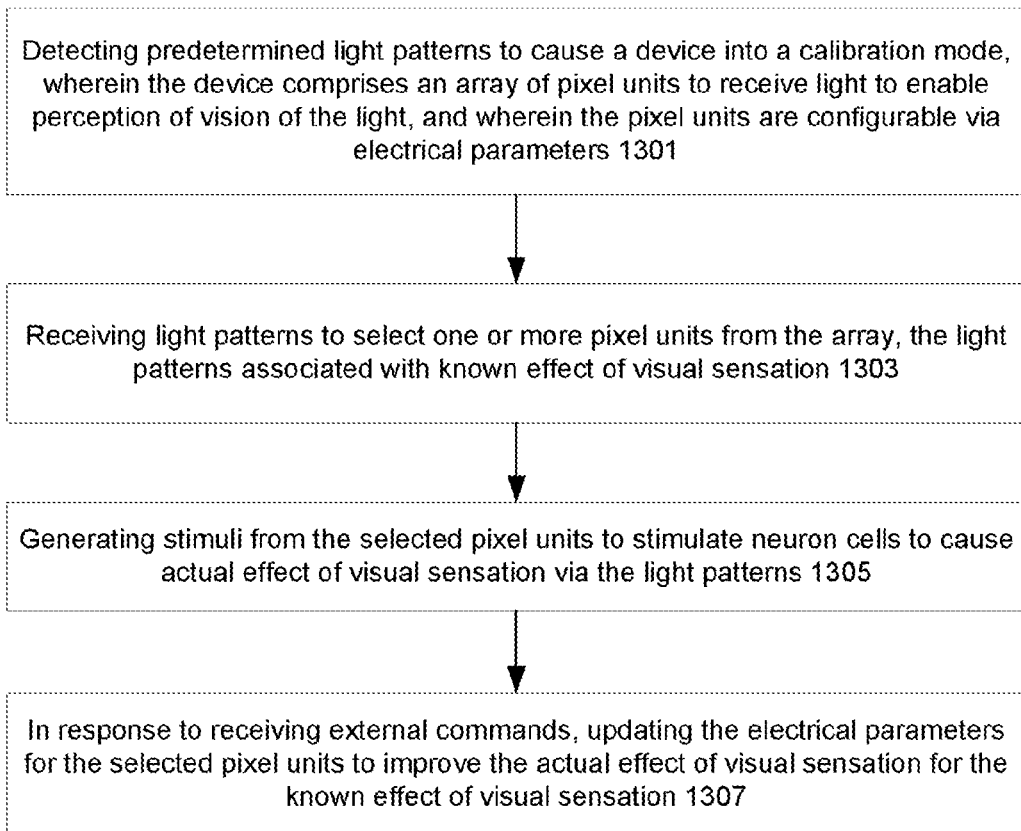 Detecting predetermined light patterns to cause a device into a calibration mode,
wherein the device comprises an array of pixel units to receive light to enable
perception of vision of the light, and wherein the pixel units are configurable via
electrical parameters 1301
Receiving light patterns to select one or more pixel units from the array, the light
patterns associated with known effect of visual sensation 1303
Generating stimuli from the selected pixel units to stimulate neuron cells to cause
actual effect of visual sensation via the light patterns 1305
In response to receiving external commands, updating the electrical parameters
for the selected pixel units to improve the actual effect of visual sensation for the
known effect of visual sensation 1307